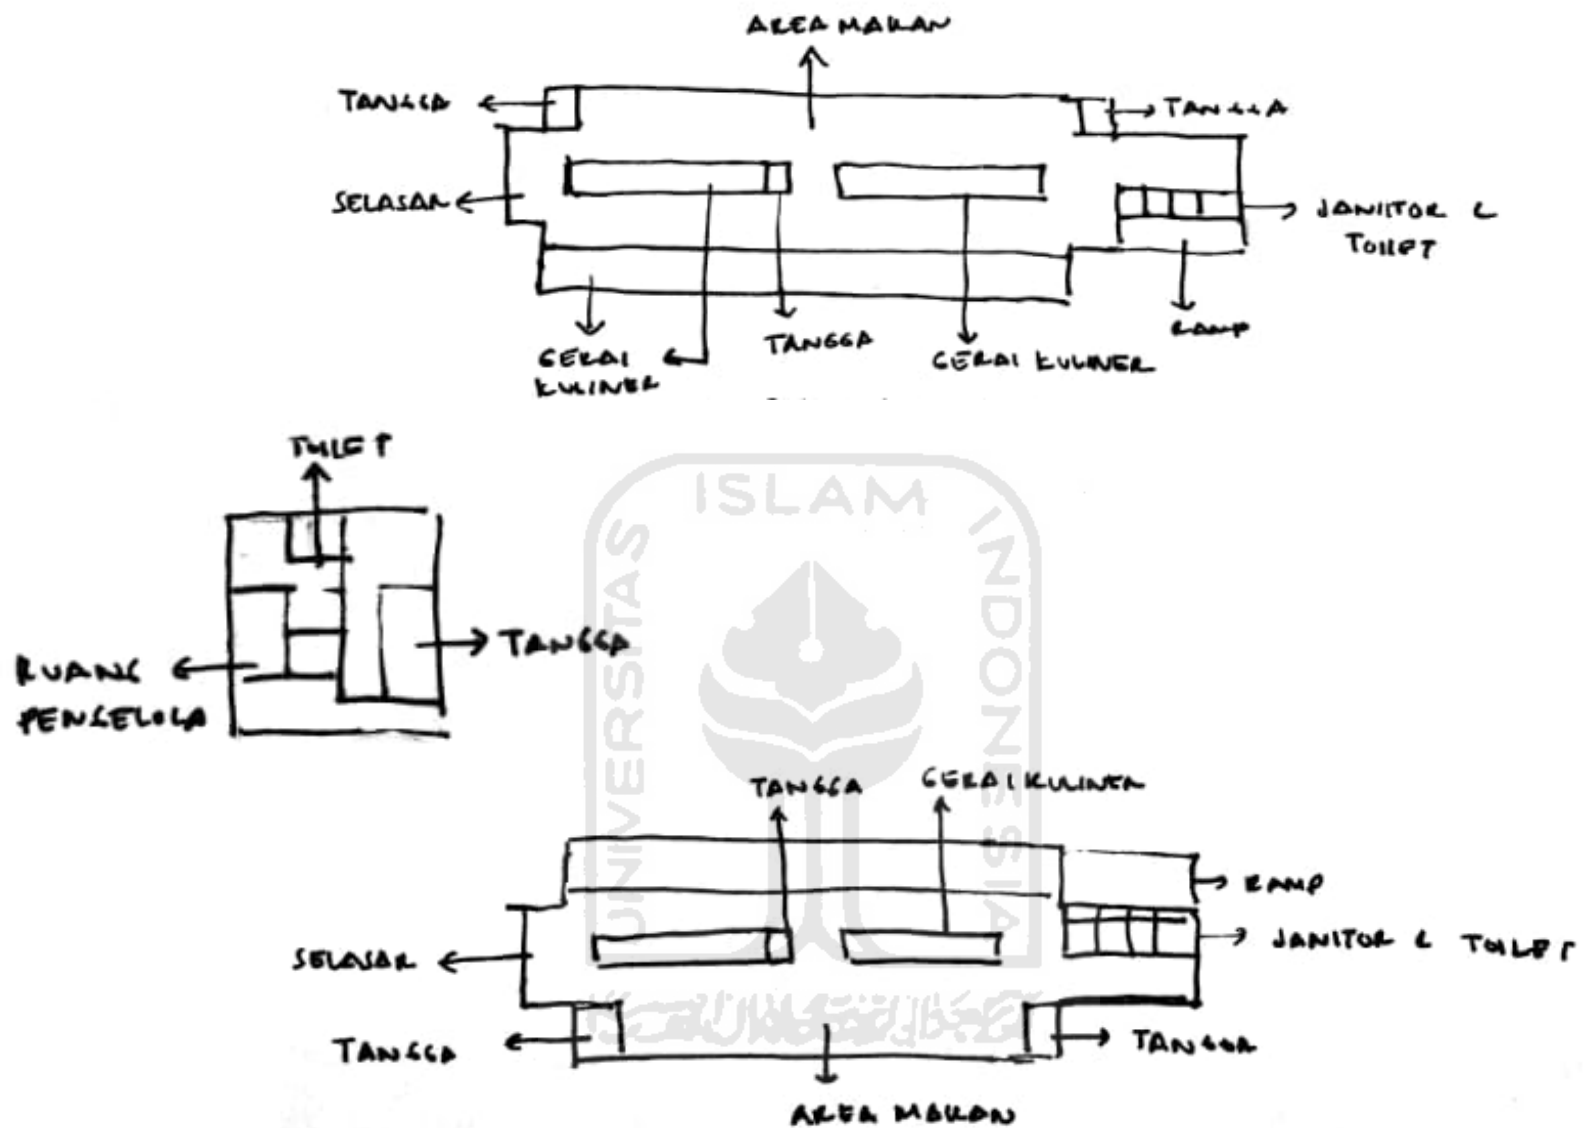 AREA MAKAN
TANGGA
TANGGA
SELASAR
JANIITOR &
TOILET
RAMP
TANGGA
GERAI
KULINER
GERAI KULINER
TOILET
TANGGA
RUANG
PENGELOLA
UNIVERSITAS
ISLAM
INDONESIA
TANGGA
GERAI KULINER
RAMP
SELASAR
JANITOR & TOILET
TANGGA
TANGGA
AREA MAKAN